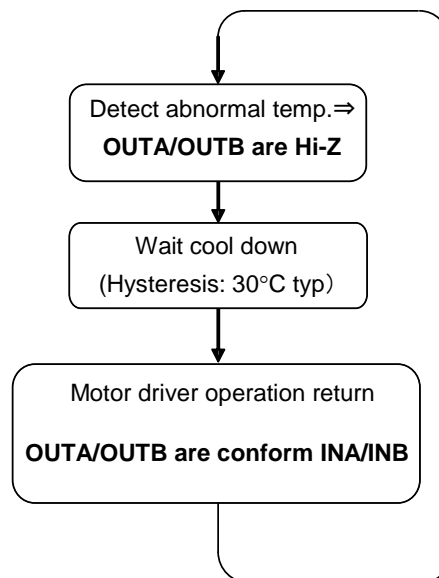 Detect abnormal temp.⇒
OUTA/OUTB are Hi-Z
Wait cool down
(Hysteresis: 30°C typ）
Motor driver operation return
OUTA/OUTB are conform INA/INB